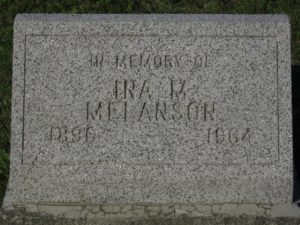 IN MEMORY OF
INA M.
MELANSON
1896 1964